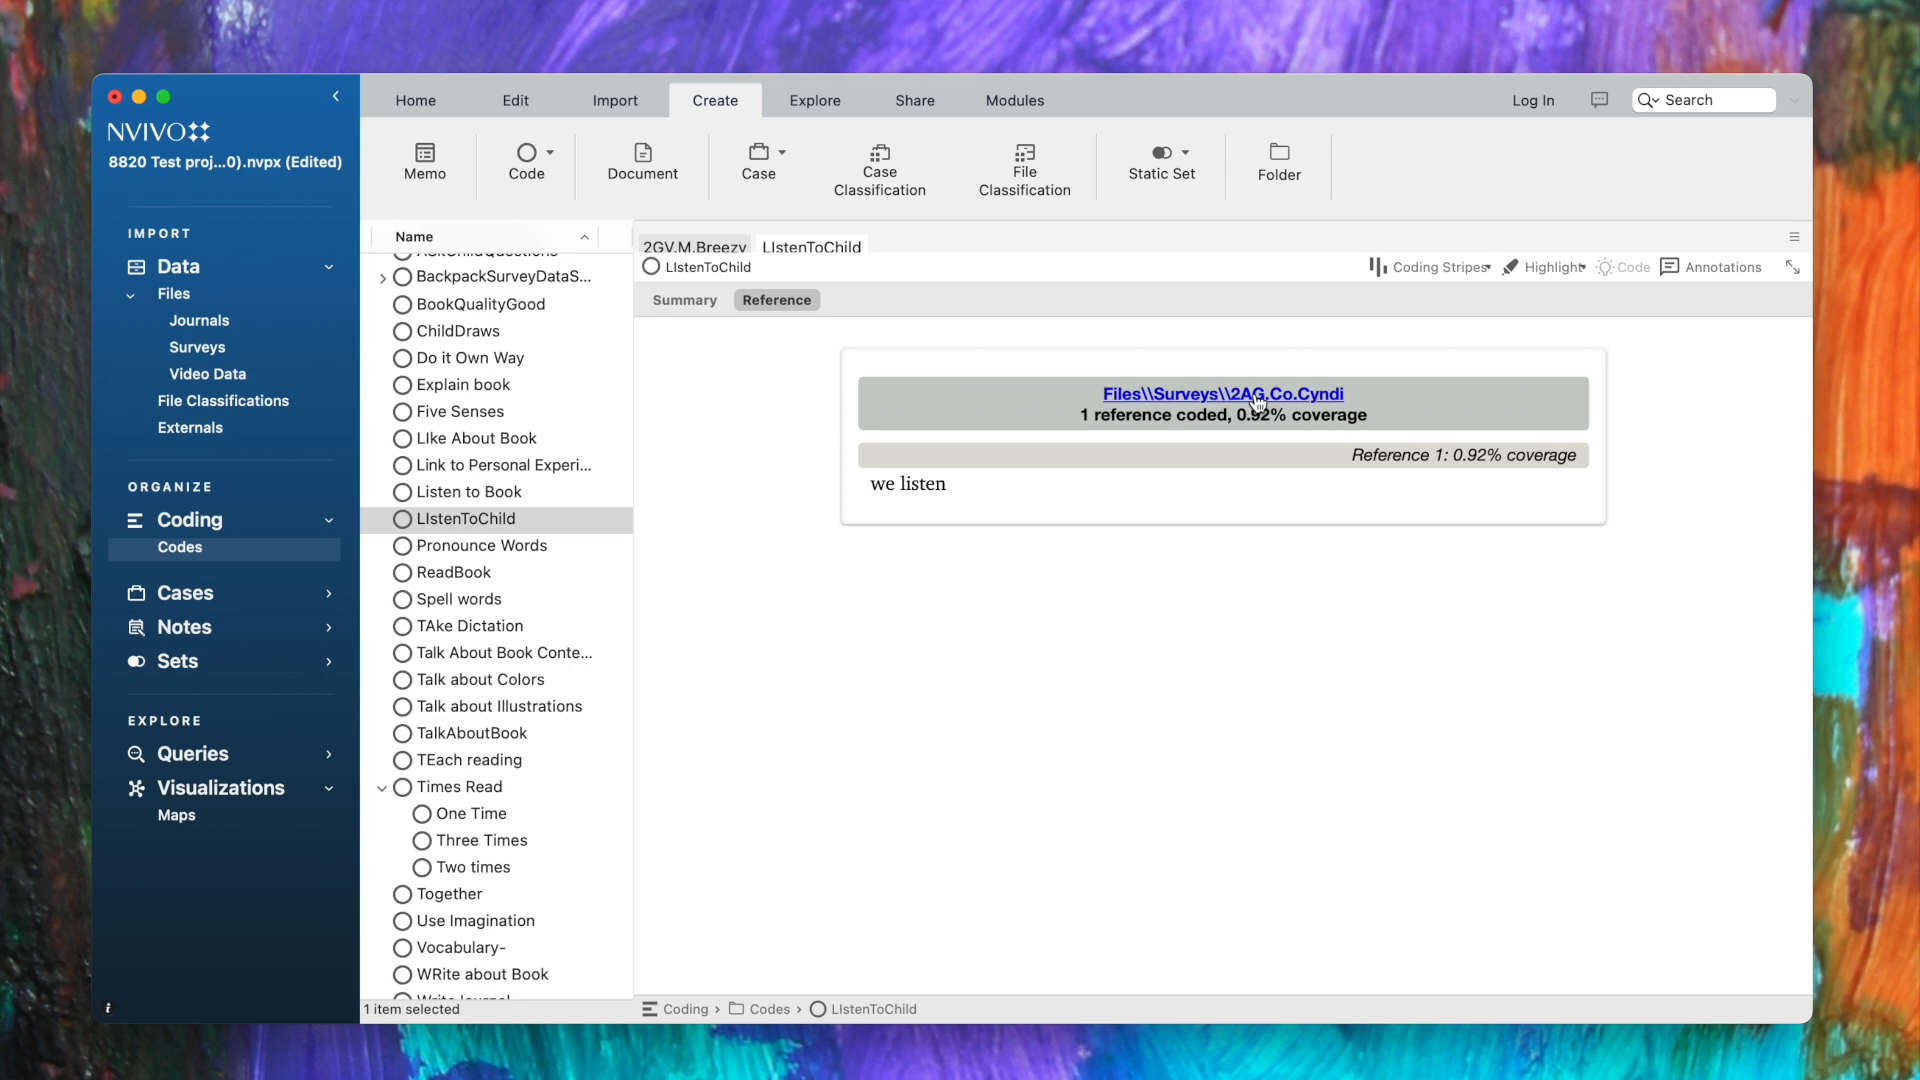 Home
Edit
Import
Create
Explore
Share
Modules
Log In
Search
NVIVO
8820 Test proj...0).nvpx (Edited)
Memo
Code
Document
Case
Case
Classification
File
Classification
Static Set
Folder
IMPORT
Data
Files
Journals
Surveys
Video Data
File Classifications
Externals
ORGANIZE
Coding
Codes
Cases
Notes
Sets
EXPLORE
Queries
Visualizations
Maps
Name
BackpackSurveyDataS...
BookQualityGood
ChildDraws
Do it Own Way
Explain book
Five Senses
LIke About Book
Link to Personal Experi...
Listen to Book
LIstenToChild
Pronounce Words
ReadBook
Spell words
TAke Dictation
Talk About Book Conte...
Talk about Colors
Talk about Illustrations
TalkAboutBook
TEach reading
Times Read
One Time
Three Times
Two times
Together
Use Imagination
Vocabulary-
WRite about Book
1 item selected
2GV.M.Breezy
LIstenToChild
LIstenToChild
Coding Stripes
Highlight
Code
Annotations
Summary
Reference
Files\\Surveys\\2AG.Co.Cyndi
1 reference coded, 0.92% coverage
Reference 1: 0.92% coverage
we listen
Coding › Codes › LIstenToChild